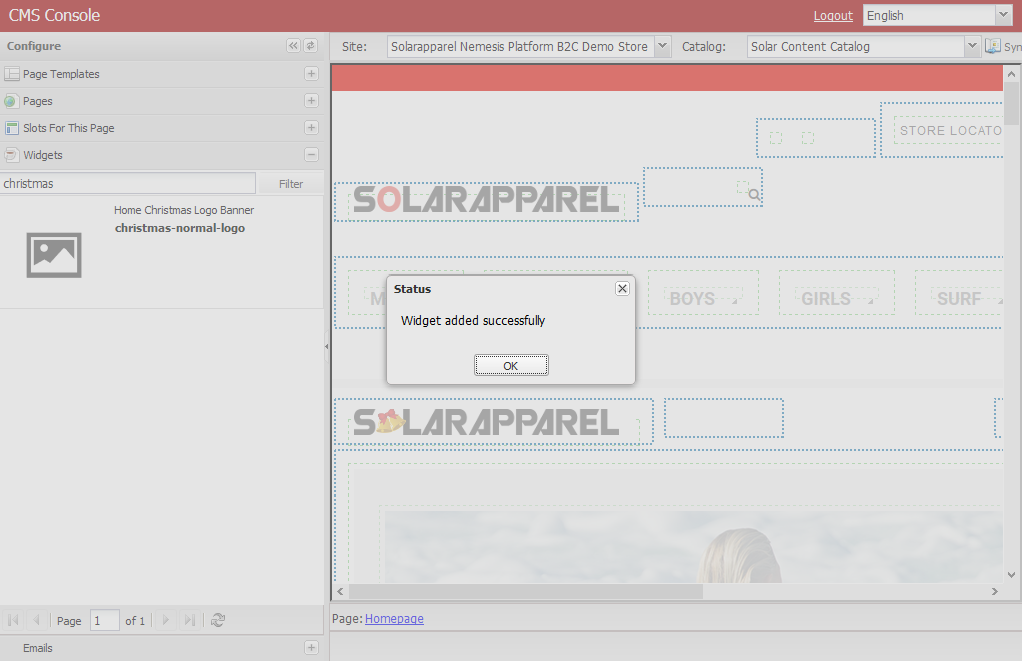 CMS Console
Logout
English
Configure
Site:
Solarapparel Nemesis Platform B2C Demo Store
Catalog:
Solar Content Catalog
Syn
Page Templates
Pages
Slots For This Page
Widgets
christmas
Filter
Home Christmas Logo Banner
christmas-normal-logo
STORE LOCATO
SOLARAPPAREL
M
BOYS
GIRLS
SURF
Status
Widget added successfully
OK
S LARAPPAREL
Page
1
of 1
Page: Homepage
Emails